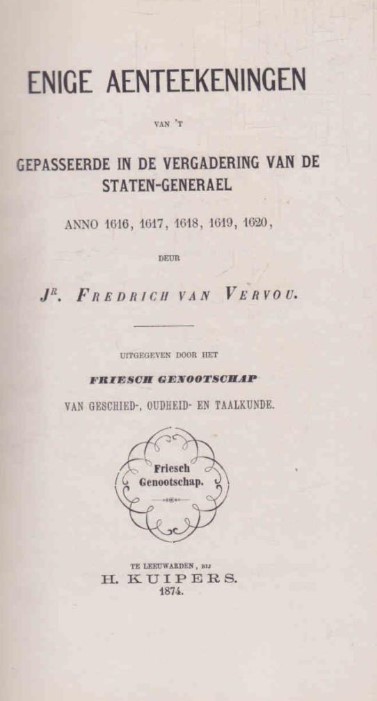 ENIGE AENTEEKENINGEN
VAN 'T
GEPASSEERDE IN DE VERGADERING VAN DE
STATEN-GENERAEL
ANNO 1616, 1617, 1618, 1619, 1620,
DEUR
JR. FREDRICH VAN VERVOU.
UITGEGEVEN DOOR HET
FRIESCH GENOOTSCHAP
VAN GESCHIED-, OUDHEID- EN TAALKUNDE.
Friesch
Genootschap.
TE LEEUWARDEN, BIJ
H. KUIPERS.
1874.